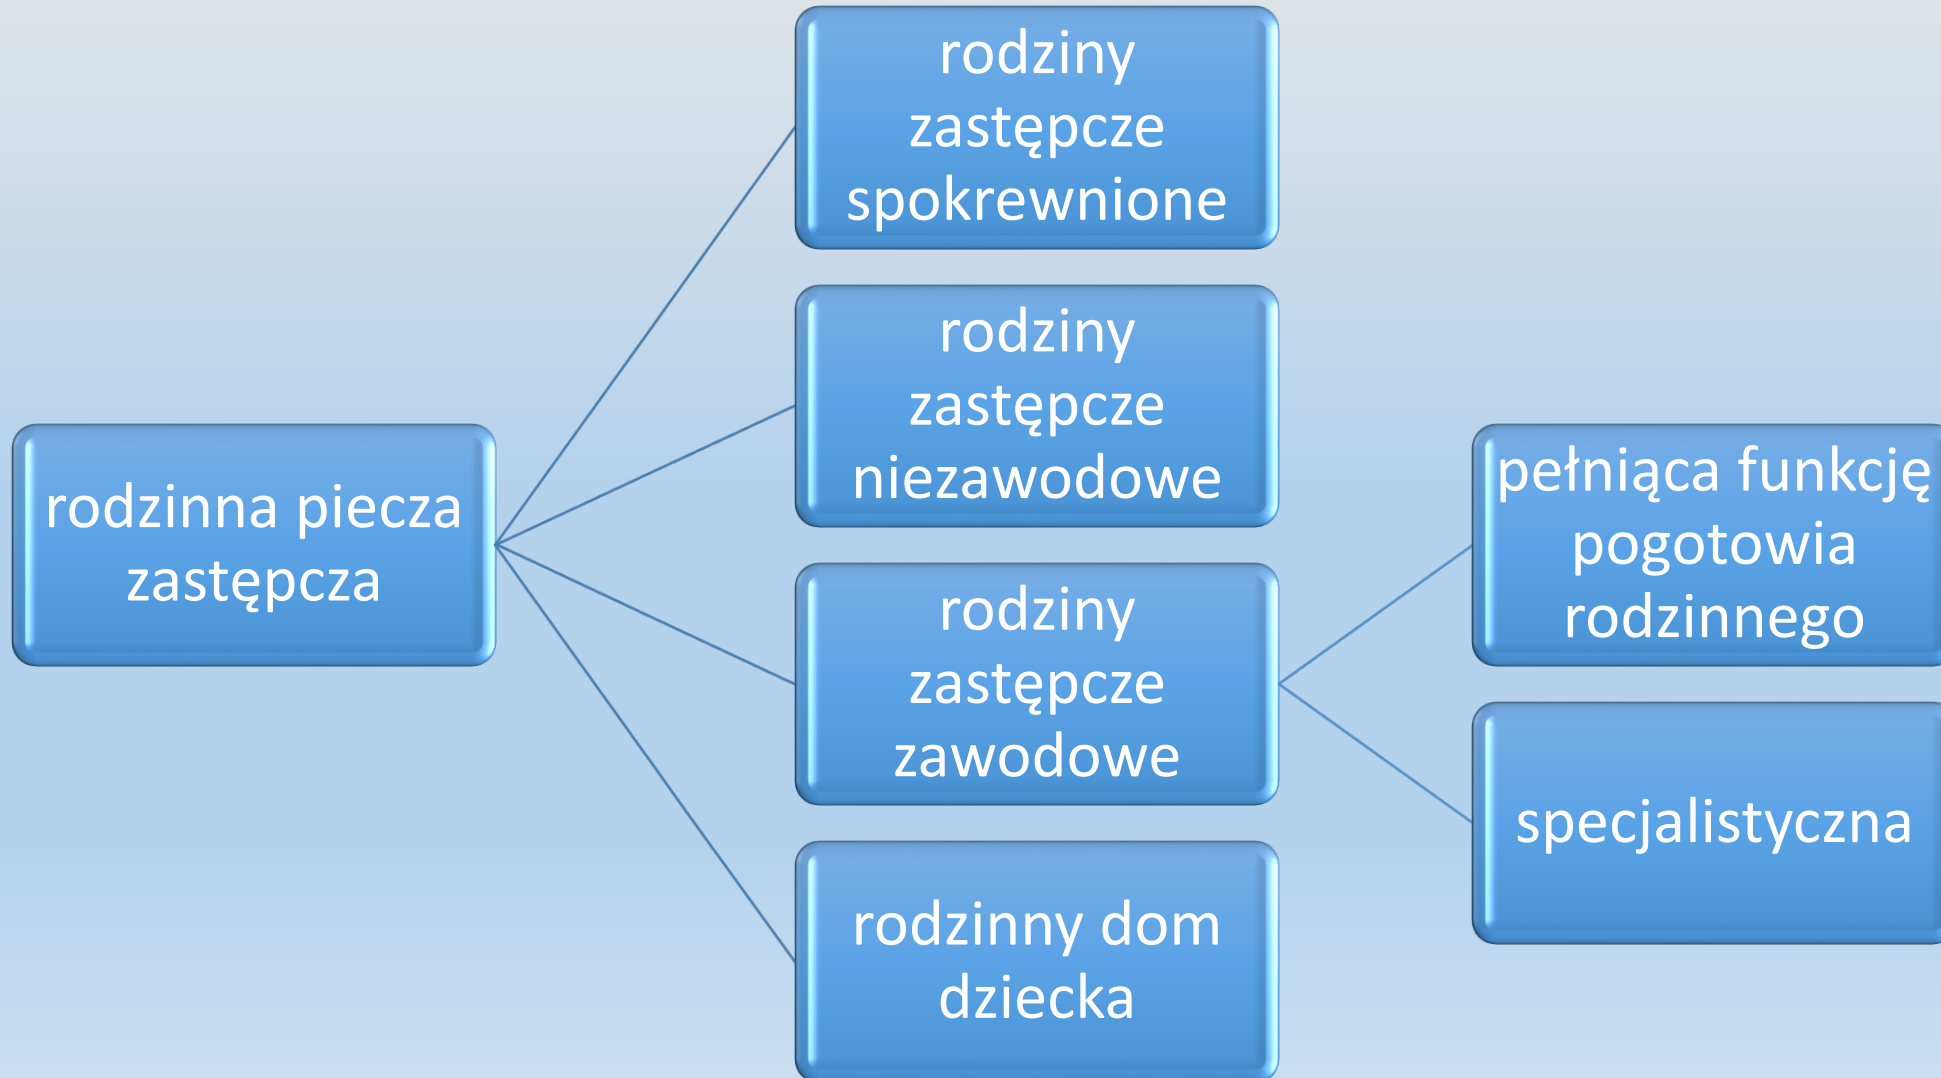 rodzinna piecza
zastępcza
rodziny
zastępcze
spokrewnione
rodziny
zastępcze
niezawodowe
rodziny
zastępcze
zawodowe
pełniąca funkcję
pogotowia
rodzinnego
specjalistyczna
rodzinny dom
dziecka